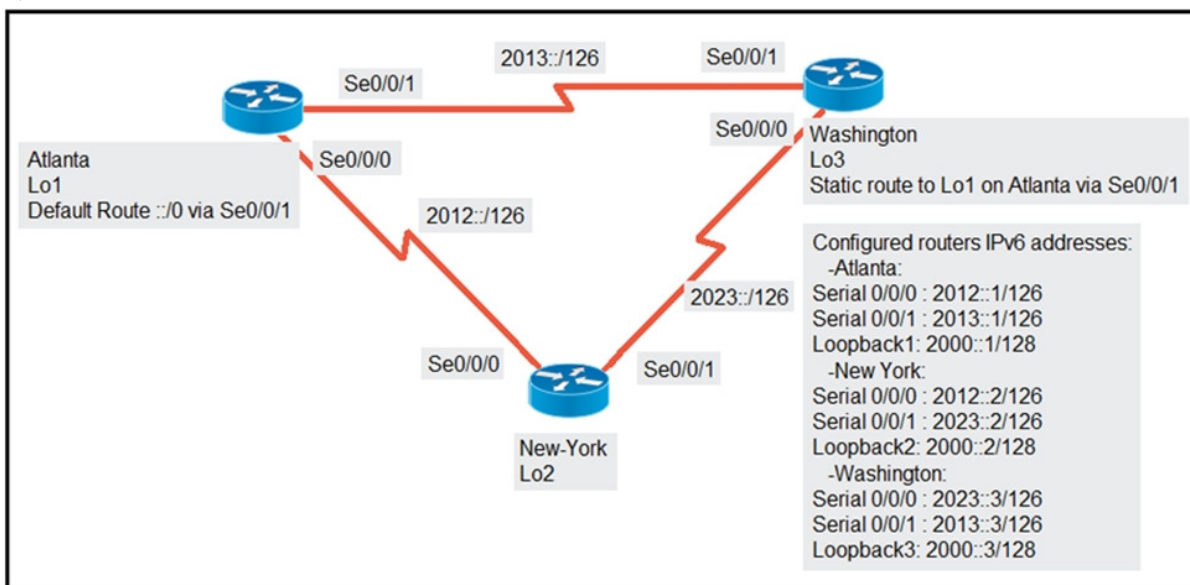 2013::/126
Se0/0/1
Se0/0/1
Se0/0/0
Se0/0/0
Atlanta
Lo1
Default Route ::/0 via Se0/0/1
Washington
Lo3
Static route to Lo1 on Atlanta via Se0/0/1
2012::/126
2023::/126
Se0/0/0
Se0/0/1
New-York
Lo2
Configured routers IPv6 addresses:
-Atlanta:
Serial 0/0/0 : 2012::1/126
Serial 0/0/1 : 2013::1/126
Loopback1: 2000::1/128
-New York:
Serial 0/0/0 : 2012::2/126
Serial 0/0/1 : 2023::2/126
Loopback2: 2000::2/128
-Washington:
Serial 0/0/0 : 2023::3/126
Serial 0/0/1 : 2013::3/126
Loopback3: 2000::3/128